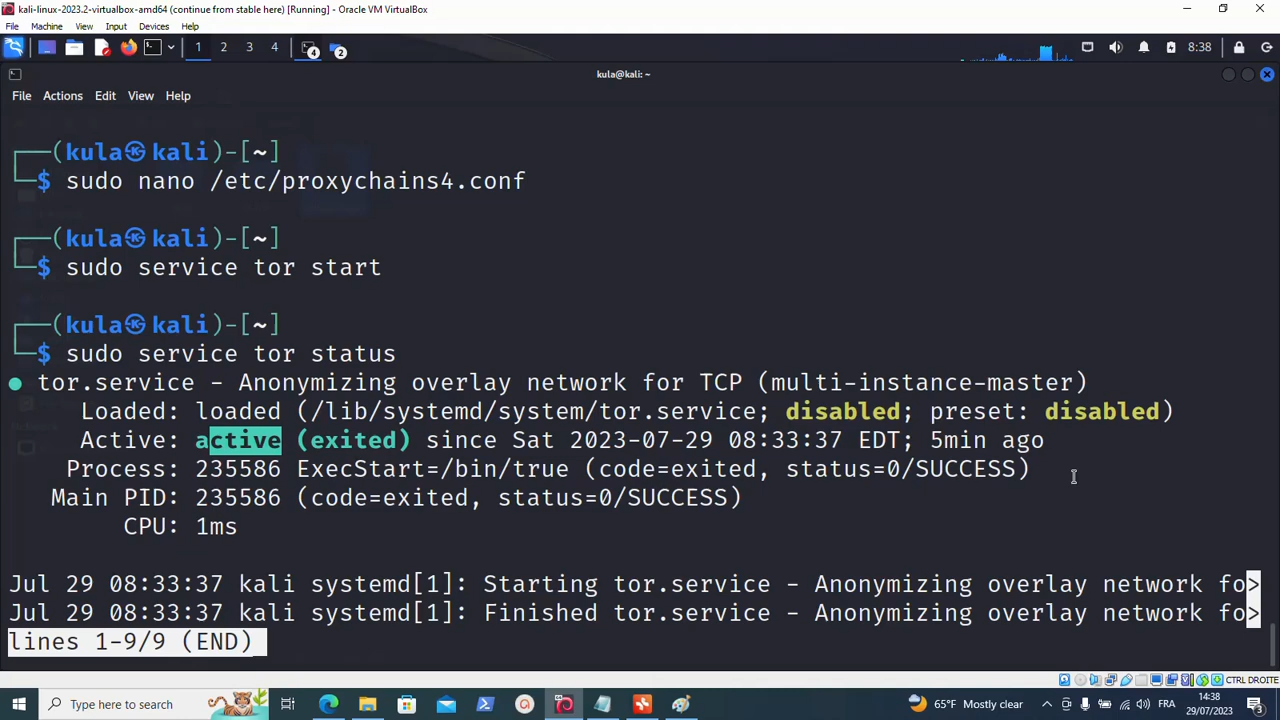 kali-linux-2023.2-virtualbox-amd64 (continue from stable here) [Running] - Oracle VM VirtualBox
File Machine View Input Devices Help
1 2 3 4 4 2 8:38
kula@kali: ~
File Actions Edit View Help
┌──(kula㉿kali)-[~]
└─$ sudo nano /etc/proxychains4.conf
┌──(kula㉿kali)-[~]
└─$ sudo service tor start
┌──(kula㉿kali)-[~]
└─$ sudo service tor status
● tor.service - Anonymizing overlay network for TCP (multi-instance-master)
Loaded: loaded (/lib/systemd/system/tor.service; disabled; preset: disabled)
Active: active (exited) since Sat 2023-07-29 08:33:37 EDT; 5min ago
Process: 235586 ExecStart=/bin/true (code=exited, status=0/SUCCESS)
Main PID: 235586 (code=exited, status=0/SUCCESS)
CPU: 1ms
Jul 29 08:33:37 kali systemd[1]: Starting tor.service - Anonymizing overlay network fo>
Jul 29 08:33:37 kali systemd[1]: Finished tor.service - Anonymizing overlay network fo>
lines 1-9/9 (END)
CTRL DROITE
Type here to search 65°F Mostly clear FRA 14:38
29/07/2023 3